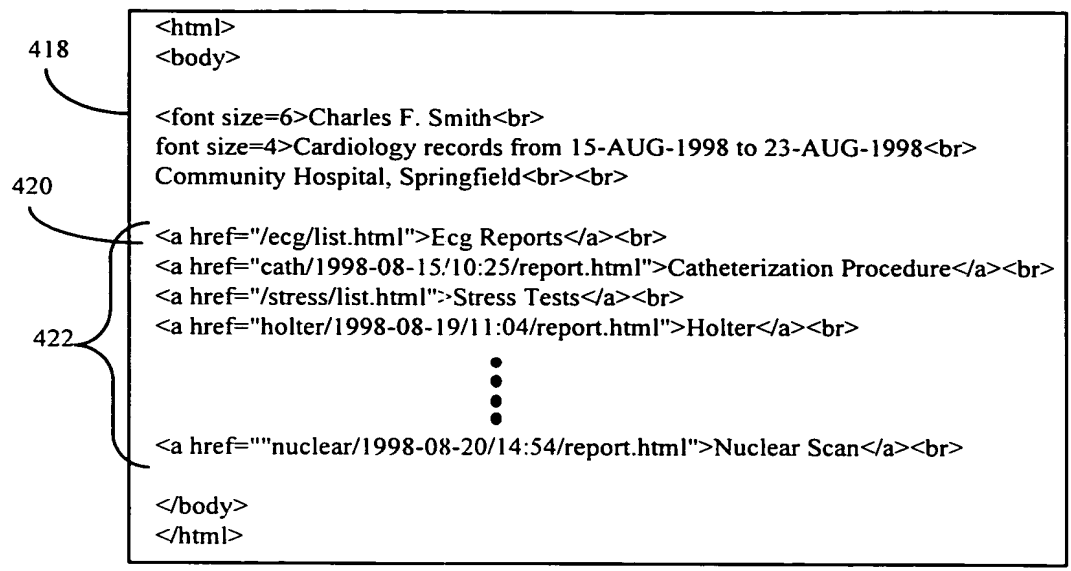 <html>
418
<body>
<font size=6>Charles F. Smith<br>
font size=4>Cardiology records from 15-AUG-1998 to 23-AUG-1998<br>
Community Hospital, Springfield<br><br>
420
<a href="/ecg/list.html">Ecg Reports</a><br>
<a href="cath/1998-08-15/10:25/report.html">Catheterization Procedure</a><br>
<a href="/stress/list.html">Stress Tests</a><br>
<a href="holter/1998-08-19/11:04/report.html">Holter</a><br>
422
<a href=""nuclear/1998-08-20/14:54/report.html">Nuclear Scan</a><br>
</body>
</html>